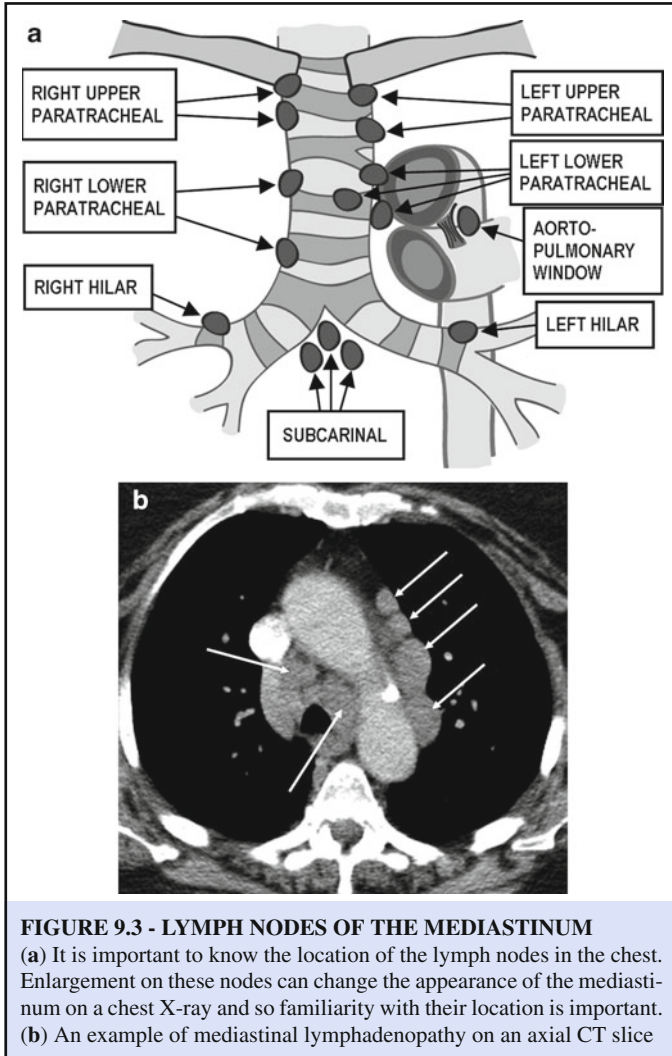 a
RIGHT UPPER
PARATRACHEAL
LEFT UPPER
PARATRACHEAL
RIGHT LOWER
PARATRACHEAL
LEFT LOWER
PARATRACHEAL
AORTO-
PULMONARY
WINDOW
RIGHT HILAR
LEFT HILAR
SUBCARINAL
b
FIGURE 9.3 - LYMPH NODES OF THE MEDIASTINUM
(a) It is important to know the location of the lymph nodes in the chest.
Enlargement on these nodes can change the appearance of the mediasti-
num on a chest X-ray and so familiarity with their location is important.
(b) An example of mediastinal lymphadenopathy on an axial CT slice